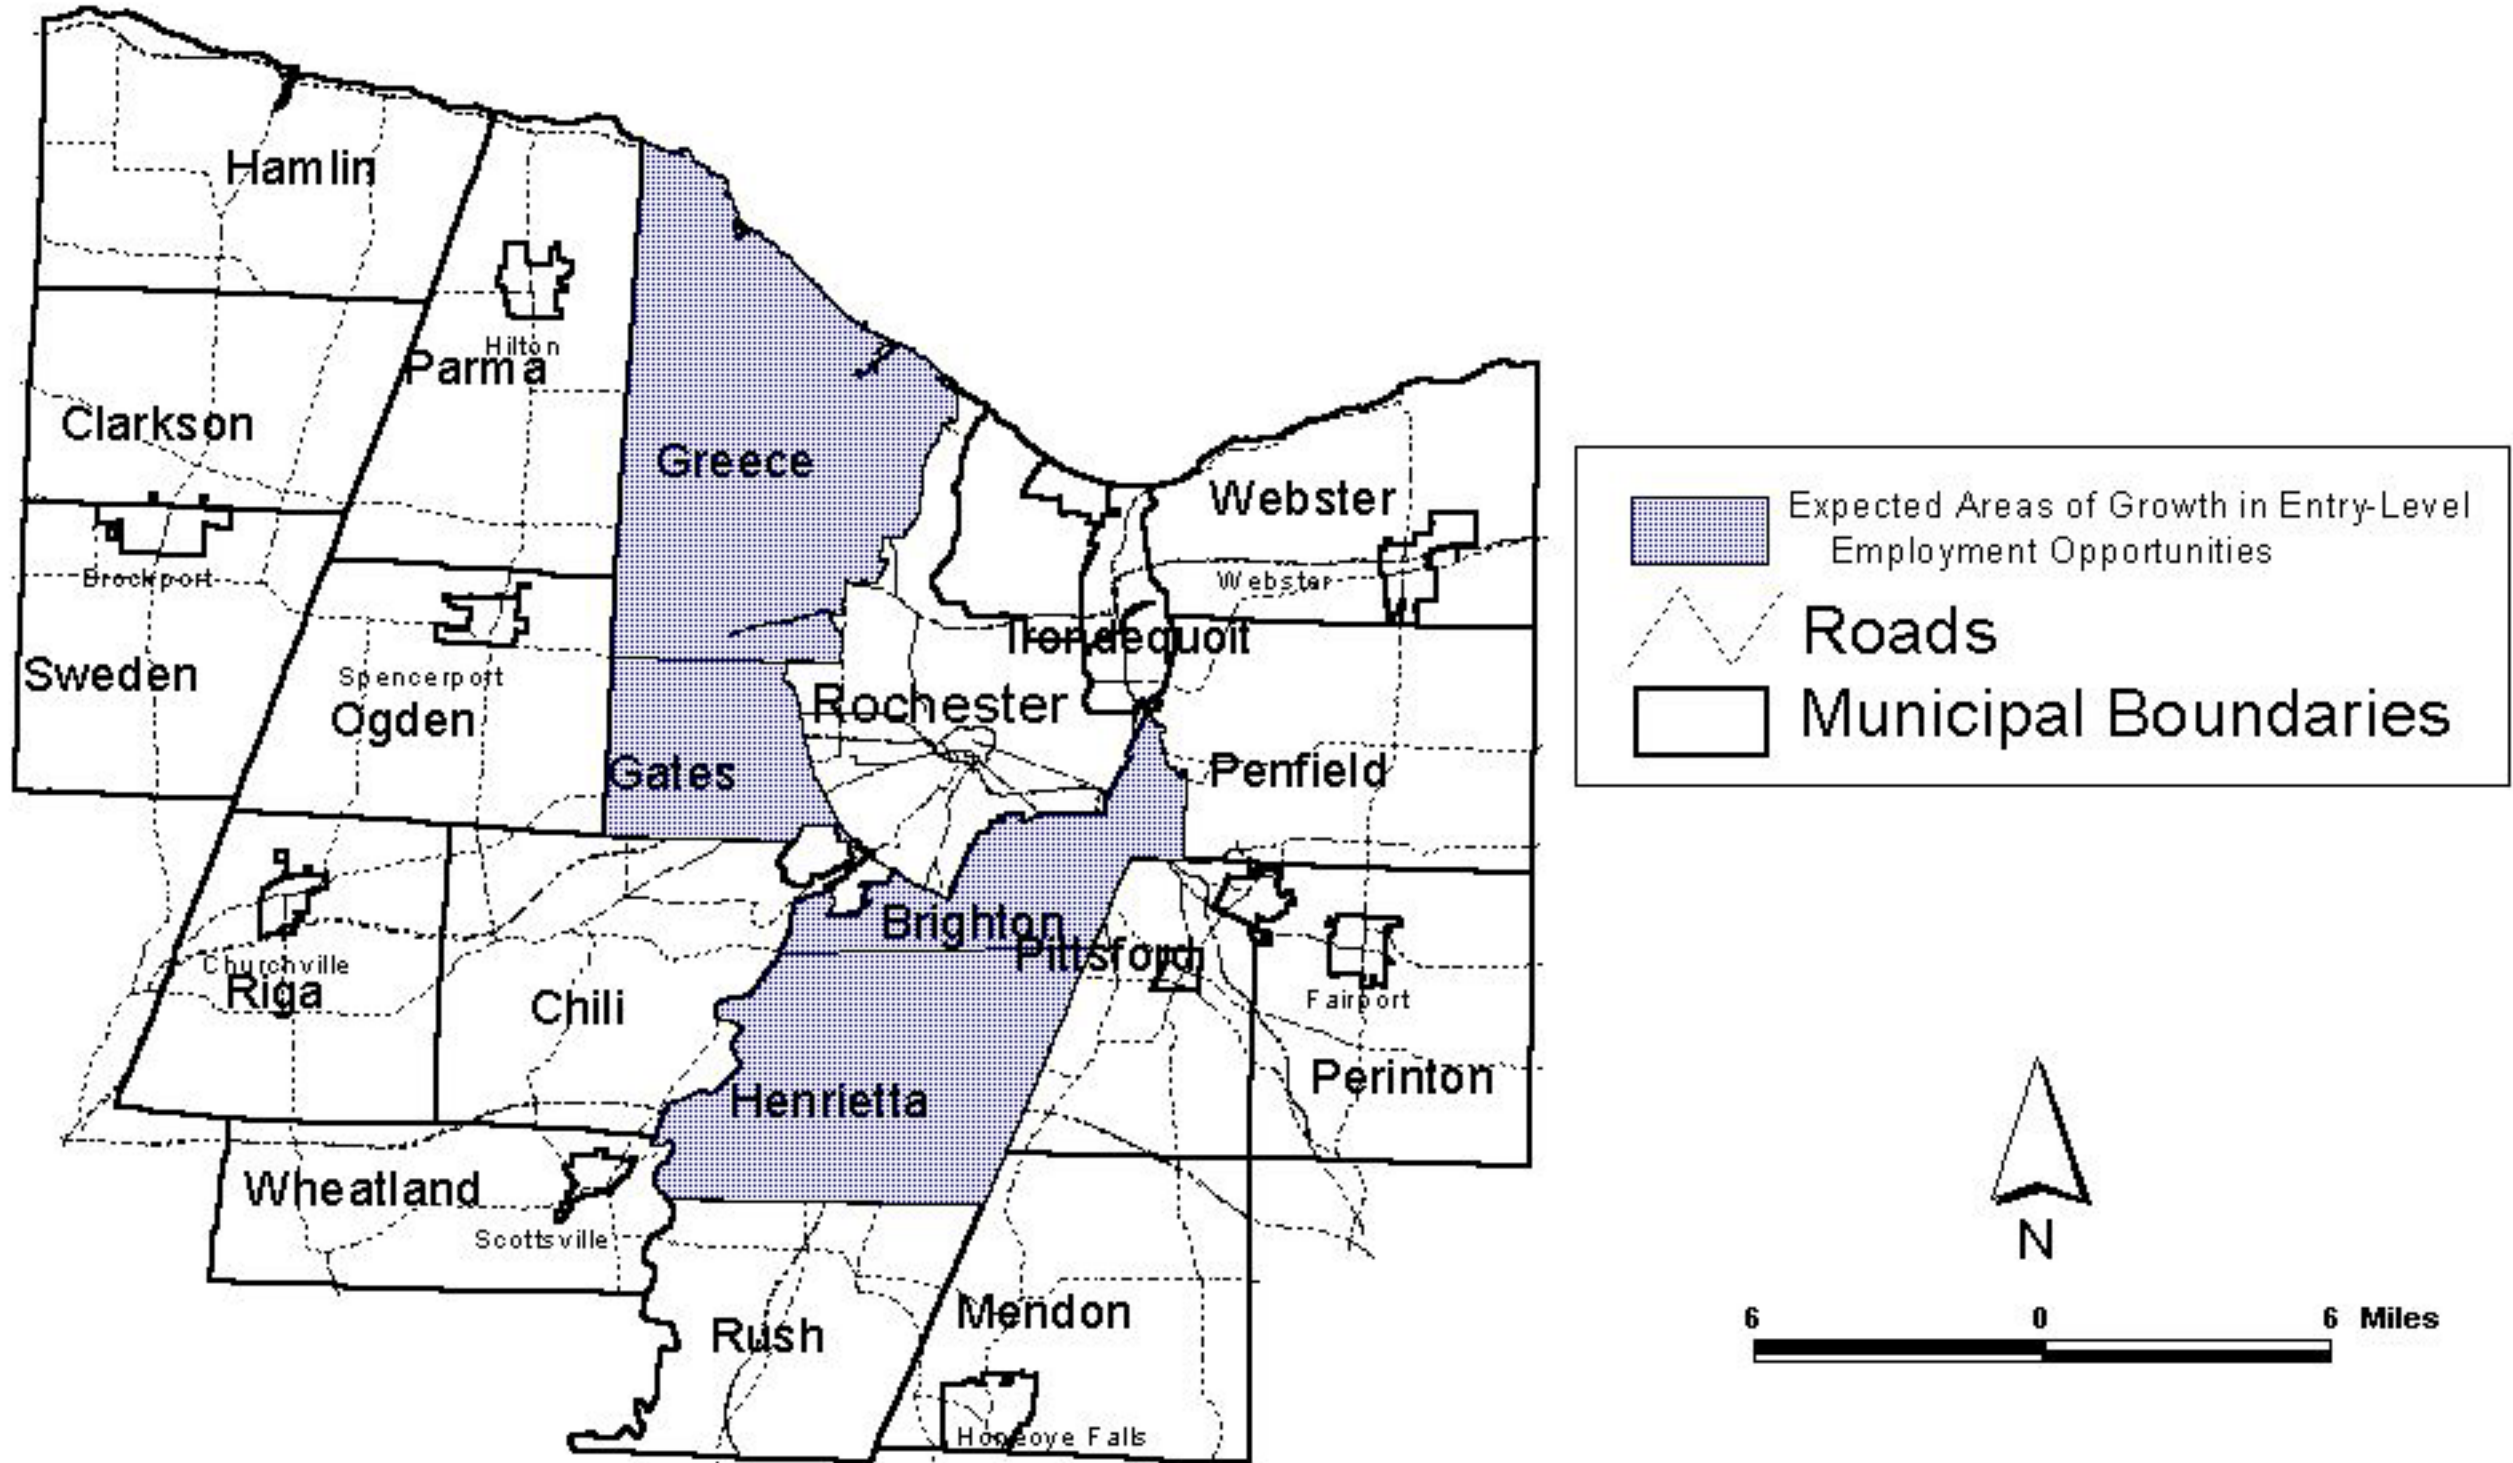 Hamlin
Hilton
Parma
Clarkson
Greece
Webster
Expected Areas of Growth in Entry-Level
Employment Opportunities
Brockport
Webster
Roads
Irondequoit
Sweden
Spencerport
Ogden
Rochester
Municipal Boundaries
Gates
Penfield
Brighton
Pittsford
Churchville
Riga
Chili
Fairport
Perinton
Henrietta
Wheatland
Scottsville
N
Mendon
Rush
6 0 6 Miles
Honeoye Falls